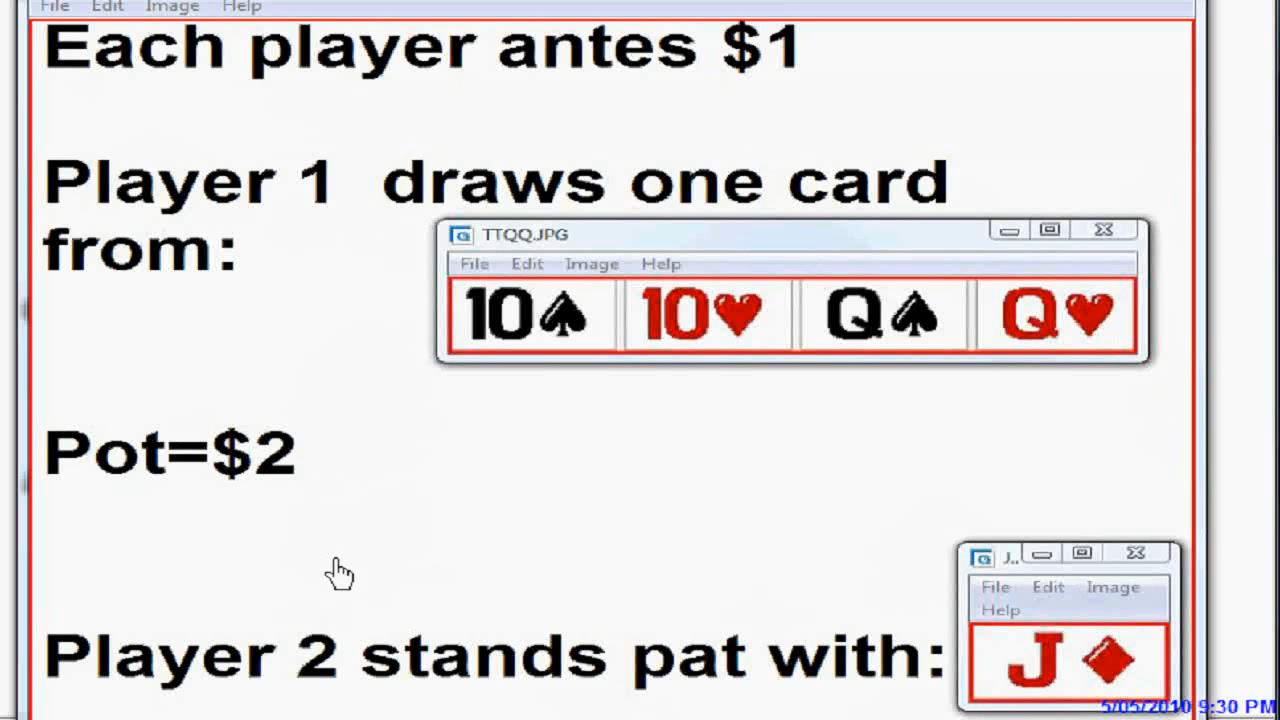 File Edit Image Help
Each player antes $1
Player 1 draws one card
from:
TTQQ.JPG
File Edit Image Help
10♠ 10♥ Q♠ Q♥
Pot=$2
J..
File Edit Image
Help
Player 2 stands pat with:
J♦
5/05/2010 9:30 PM